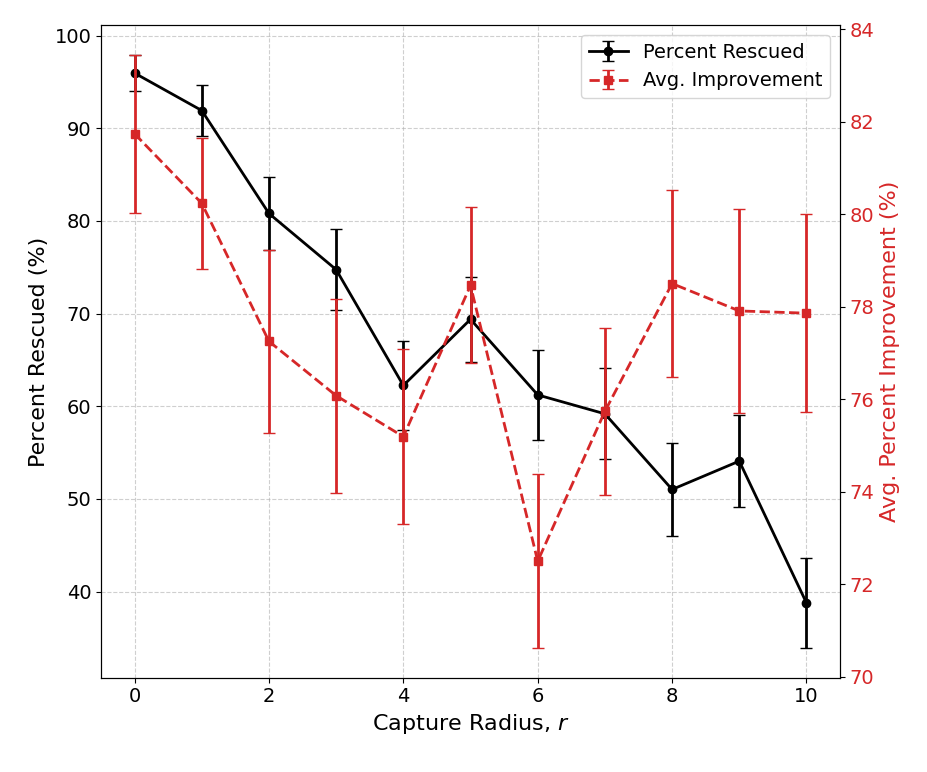 Percent Rescued
Avg. Improvement
100
90
80
70
60
50
40
Percent Rescued (%)
84
82
80
78
76
74
72
70
Avg. Percent Improvement (%)
0 2 4 6 8 10
Capture Radius, r